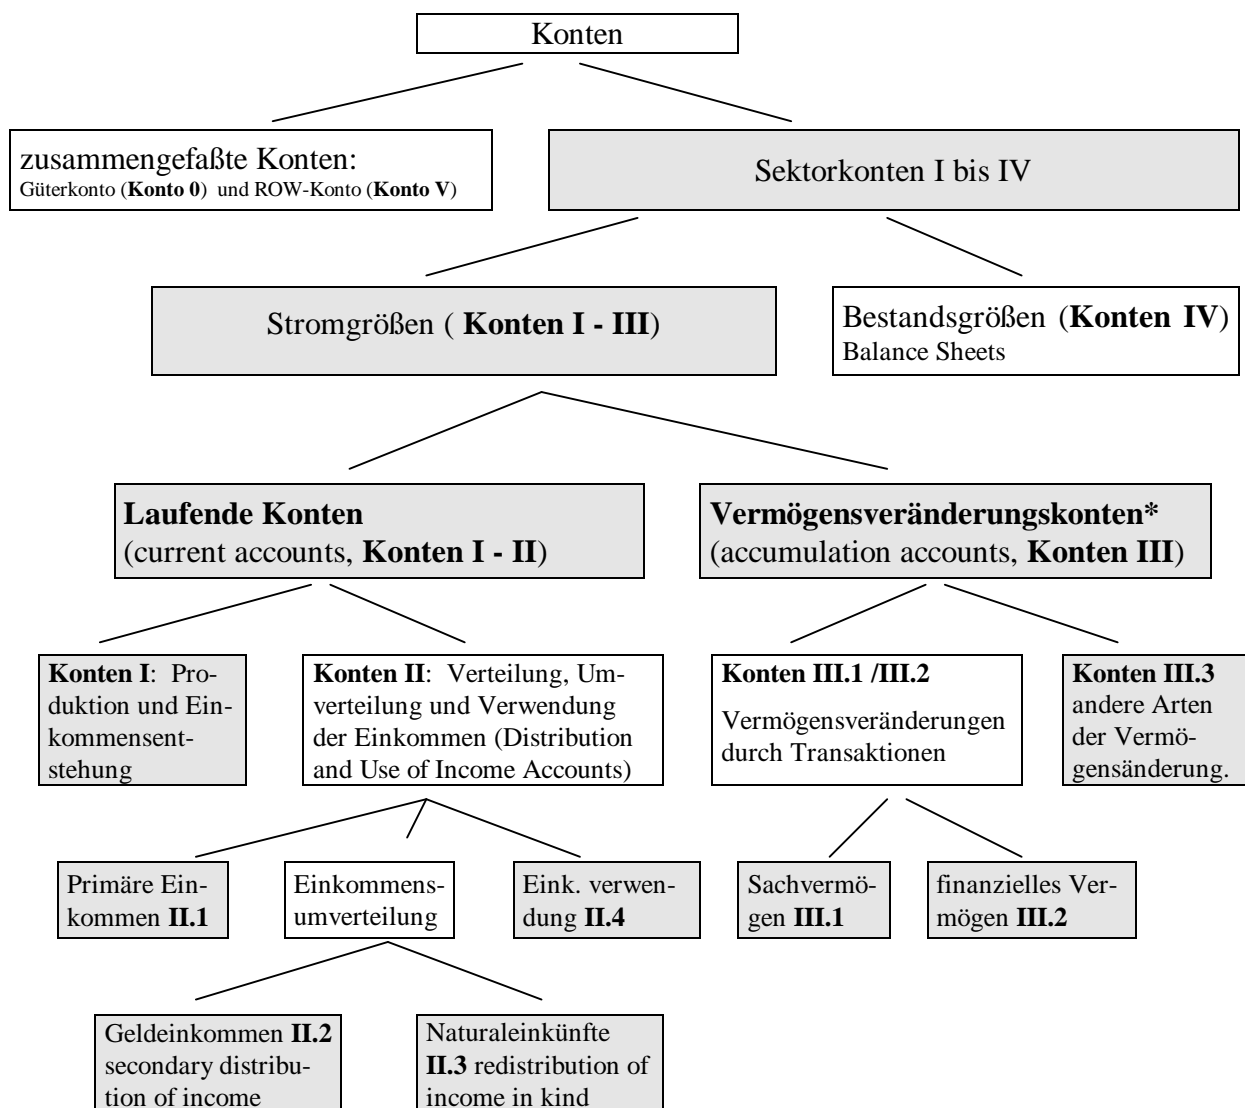 Konten
zusammengefaßte Konten:
Güterkonto (Konto 0) und ROW-Konto (Konto V)
Sektorkonten I bis IV
Stromgrößen ( Konten I - III)
Bestandsgrößen (Konten IV)
Balance Sheets
Laufende Konten
(current accounts, Konten I - II)
Vermögensveränderungskonten*
(accumulation accounts, Konten III)
Konten I: Pro-
duktion und Ein-
kommensent-
stehung
Konten II: Verteilung, Um-
verteilung und Verwendung
der Einkommen (Distribution
and Use of Income Accounts)
Konten III.1 /III.2
Vermögensveränderungen
durch Transaktionen
Konten III.3
andere Arten
der Vermö-
gensänderung.
Primäre Ein-
kommen II.1
Einkommens-
umverteilung
Eink. verwen-
dung II.4
Sachvermö-
gen III.1
finanzielles Ver-
mögen III.2
Geldeinkommen II.2
secondary distribu-
tion of income
Naturaleinkünfte
II.3 redistribution of
income in kind